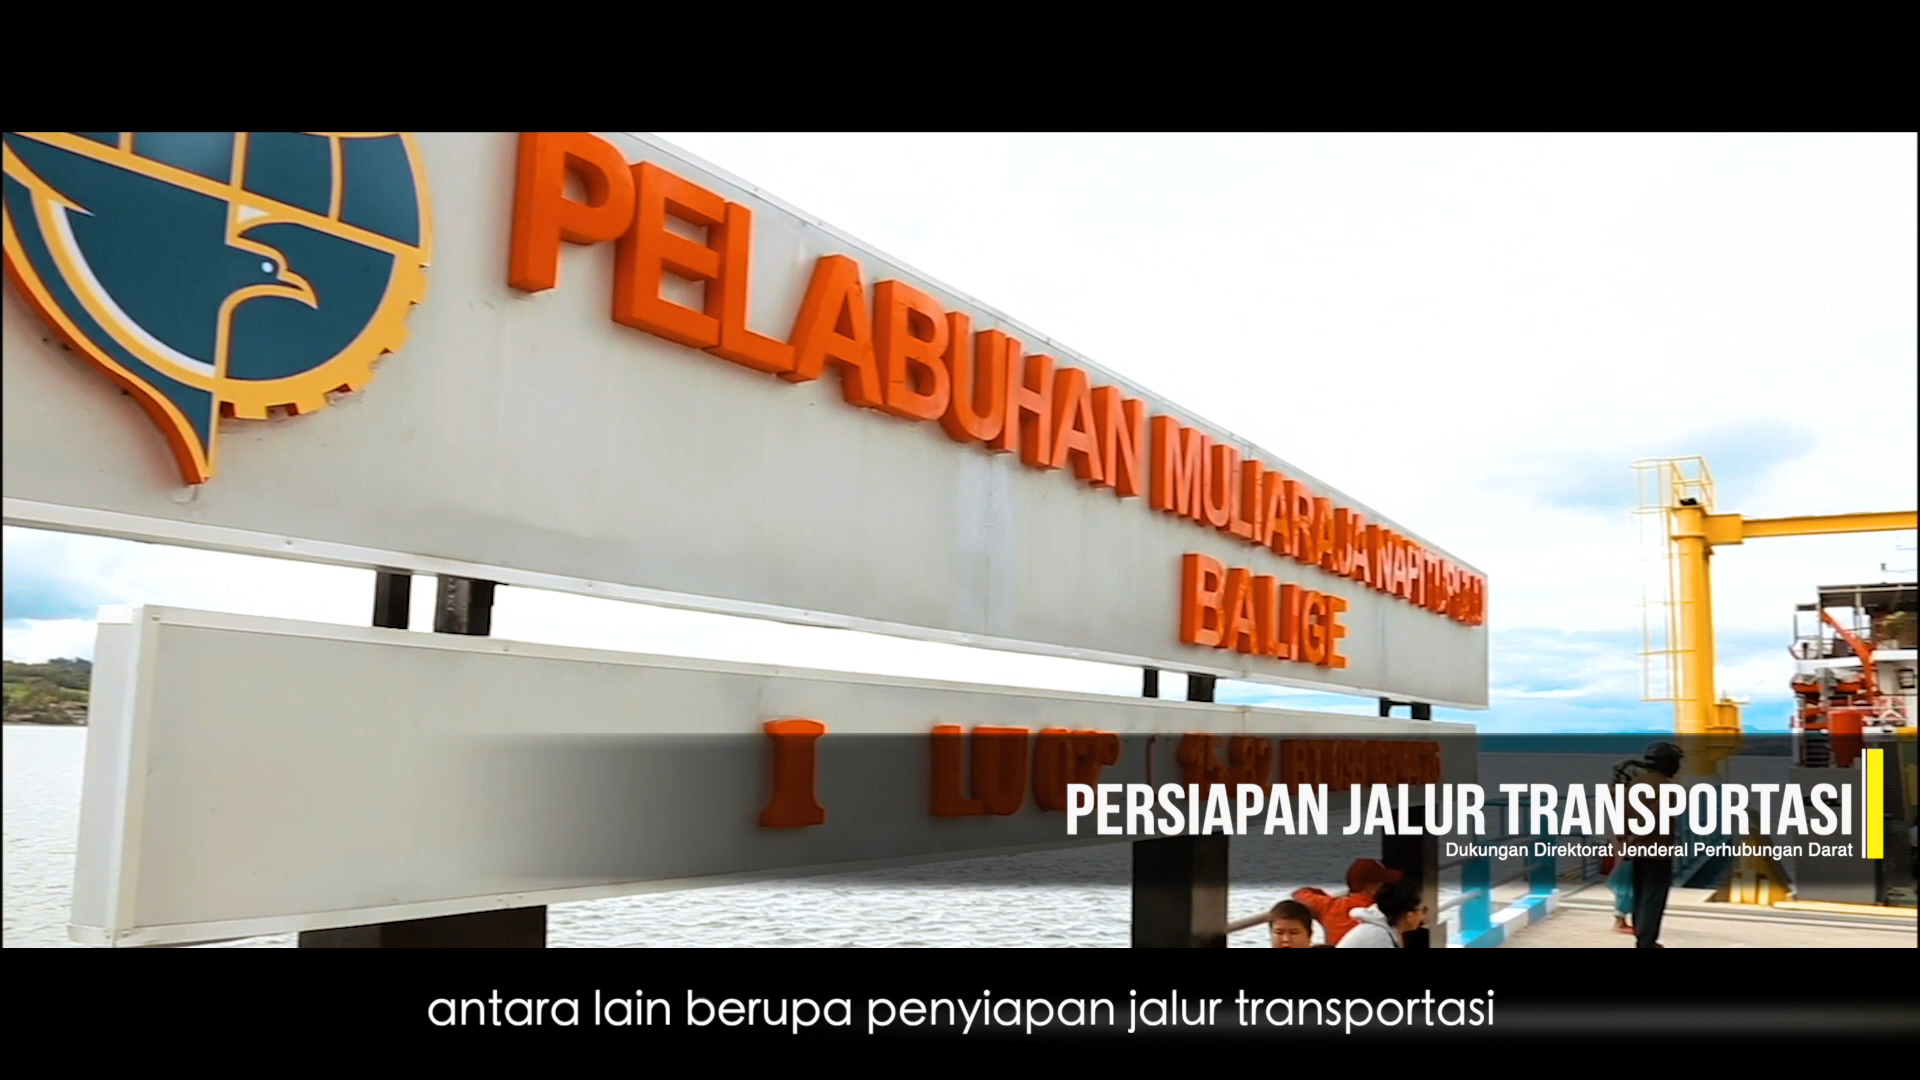 PELABUHAN MULIARAJA NAPITUPULU
BALIGE
PERSIAPAN JALUR TRANSPORTASI
Dukungan Direktorat Jenderal Perhubungan Darat
antara lain berupa penyiapan jalur transportasi